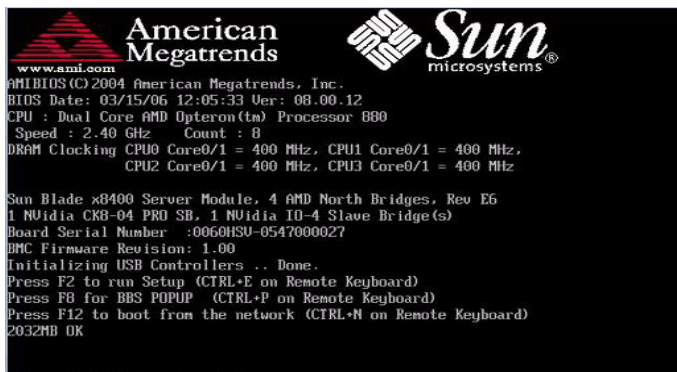 American
Megatrends
www.ami.com
Sun®
microsystems
AMIBIOS(C)2004 American Megatrends, Inc.
BIOS Date: 03/15/06 12:05:33 Ver: 08.00.12
CPU : Dual Core AMD Opteron(tm) Processor 880
Speed : 2.40 GHz Count : 8
DRAM Clocking CPU0 Core0/1 = 400 MHz, CPU1 Core0/1 = 400 MHz,
CPU2 Core0/1 = 400 MHz, CPU3 Core0/1 = 400 MHz
Sun Blade x8400 Server Module, 4 AMD North Bridges, Rev E6
1 NVidia CK8-04 PRO SB, 1 NVidia IO-4 Slave Bridge(s)
Board Serial Number :0060HSV-0547000027
BMC Firmware Revision: 1.00
Initializing USB Controllers .. Done.
Press F2 to run Setup (CTRL+E on Remote Keyboard)
Press F8 for BBS POPUP (CTRL+P on Remote Keyboard)
Press F12 to boot from the network (CTRL+N on Remote Keyboard)
2032MB OK